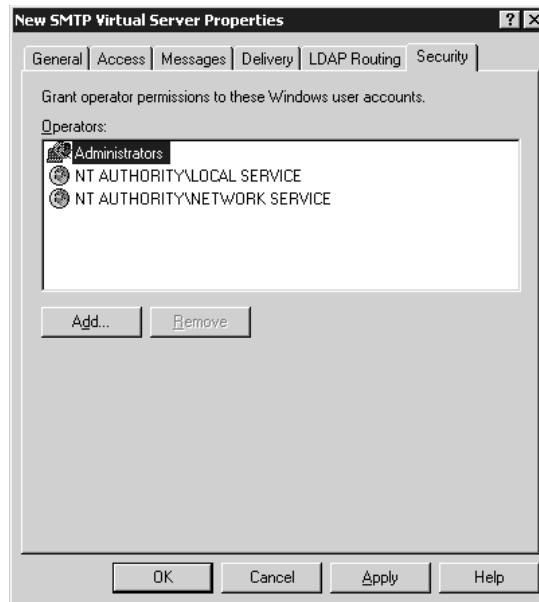 New SMTP Virtual Server Properties
General Access Messages Delivery LDAP Routing Security
Grant operator permissions to these Windows user accounts.
Operators:
Administrators
NT AUTHORITY\LOCAL SERVICE
NT AUTHORITY\NETWORK SERVICE
Add... Remove
OK Cancel Apply Help